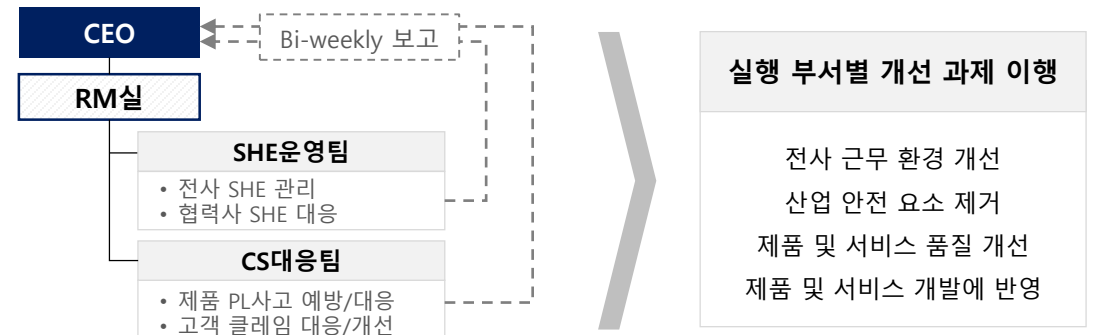 CEO
Bi-weekly 보고
RM실
SHE운영팀
• 전사 SHE 관리
• 협력사 SHE 대응
CS대응팀
• 제품 PL사고 예방/대응
• 고객 클레임 대응/개선
실행 부서별 개선 과제 이행
전사 근무 환경 개선
산업 안전 요소 제거
제품 및 서비스 품질 개선
제품 및 서비스 개발에 반영